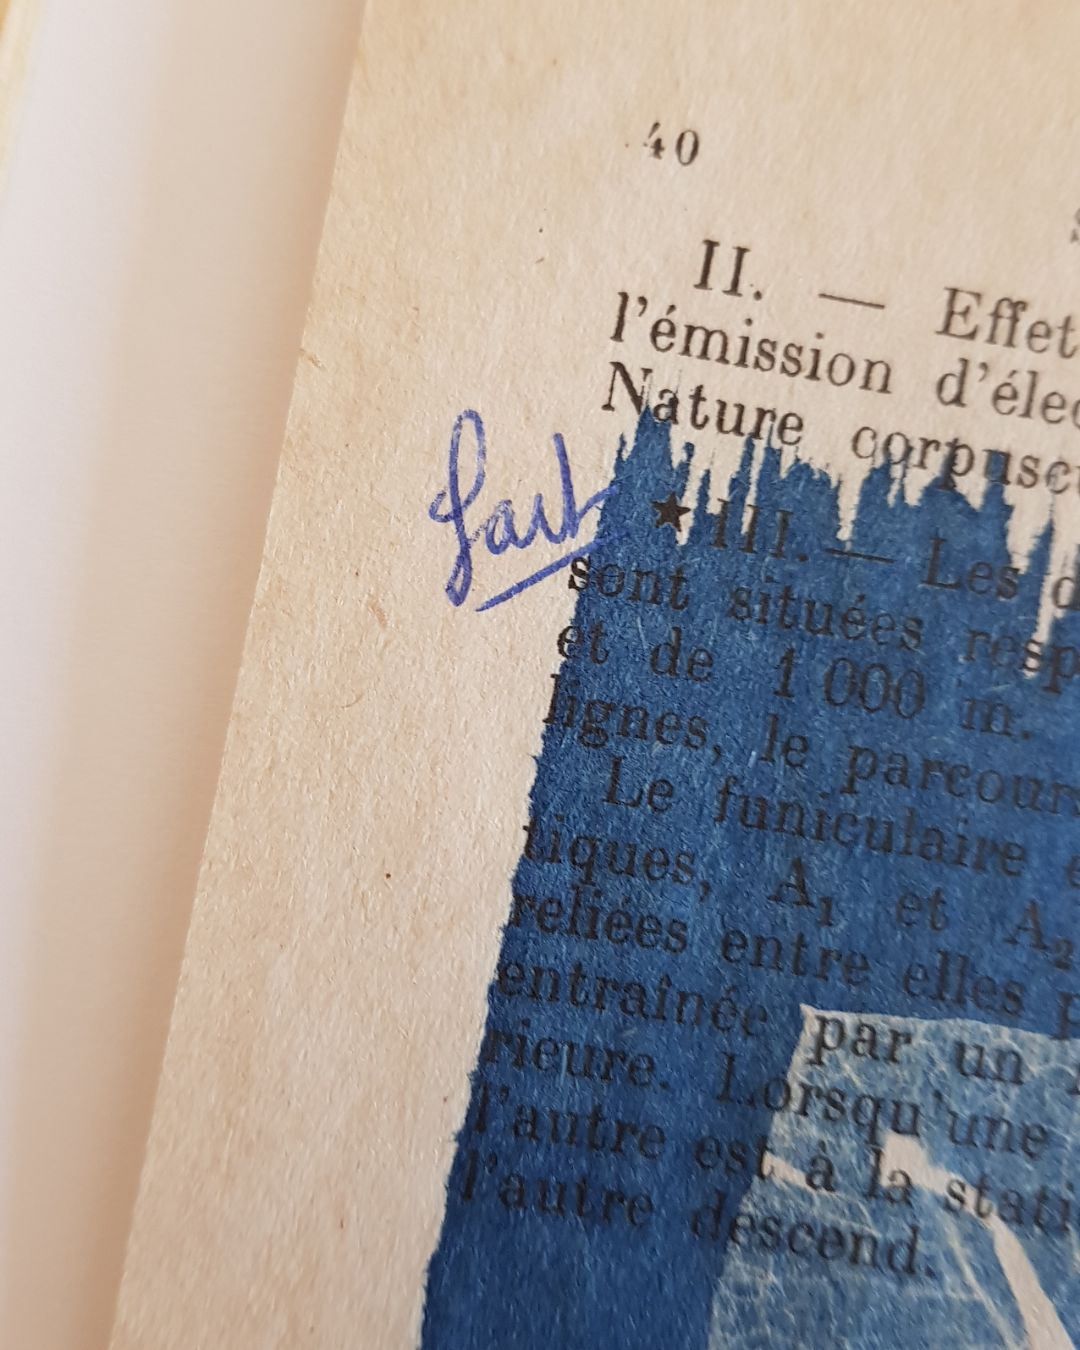 40
II. — Effet
l'émission d'élec
Nature corpuscu
fait
★ III. — Les d
sont situées resp
et de 1 000 m.
lignes, le parcours
Le funiculaire e
tiques, A₁ et A₂
reliées entre elles p
entraînée par un
rieure. Lorsqu'une
l'autre est à la stati
l'autre descend.